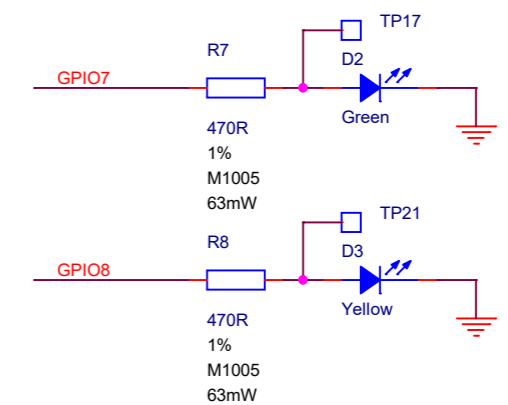 TP17
R7
D2
GPIO7
Green
470R
1%
M1005
63mW
TP21
R8
D3
GPIO8
Yellow
470R
1%
M1005
63mW